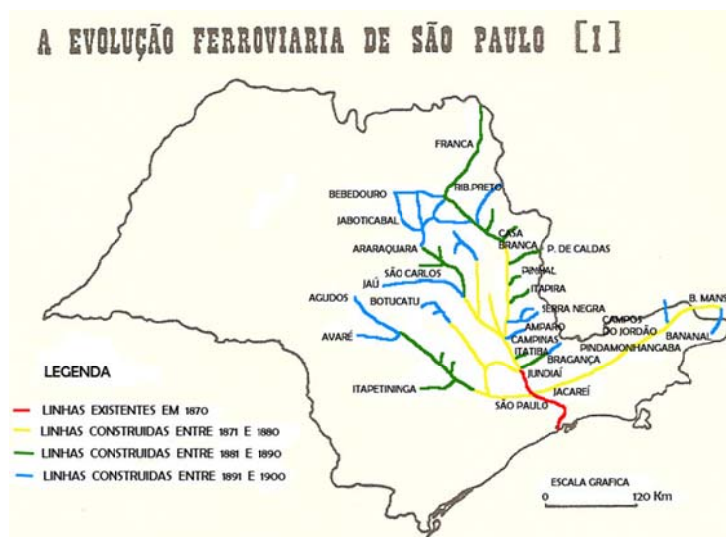 A EVOLUÇÃO FERROVIARIA DE SÃO PAULO [I]
FRANCA
BEBEDOURO
RIB.PRETO
JABOTICABAL
CASA
BRANCA
ARARAQUARA
P. DE CALDAS
SÃO CARLOS
PINHAL
JAÚ
ITAPIRA
AGUDOS
BOTUCATU
SERRA NEGRA
B. MANS
AMPARO
CAMPOS
DO JORDÃO
AVARÉ
CAMPINAS
BANANAL
ITATIBA
PINDAMONHANGABA
BRAGANÇA
LEGENDA
JUNDIAÍ
ITAPETININGA
JACAREÍ
SÃO PAULO
LINHAS EXISTENTES EM 1870
LINHAS CONSTRUIDAS ENTRE 1871 E 1880
LINHAS CONSTRUIDAS ENTRE 1881 E 1890
LINHAS CONSTRUIDAS ENTRE 1891 E 1900
ESCALA GRAFICA
0 120 Km